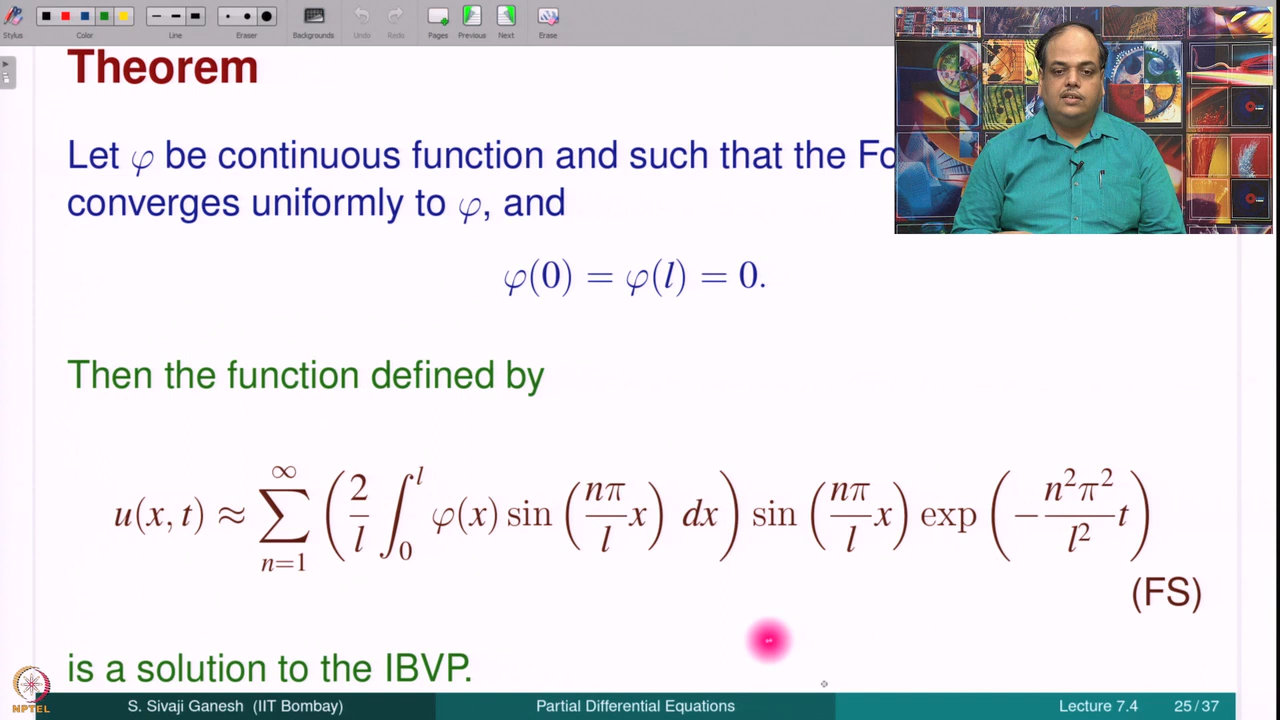 Stylus
Color
Line
Eraser
Backgrounds
Undo
Redo
Pages
Previous
Next
Erase
Theorem
Let φ be continuous function and such that the Fo
converges uniformly to φ, and
φ(0) = φ(l) = 0.
Then the function defined by
u(x, t) ≈ ∑_{n=1}^{∞} ( 2/l ∫_0^l φ(x) sin ( nπ/l x ) dx ) sin ( nπ/l x ) exp ( − n²π²/l² t )
(FS)
is a solution to the IBVP.
NPTEL
S. Sivaji Ganesh (IIT Bombay) Partial Differential Equations Lecture 7.4 25/37